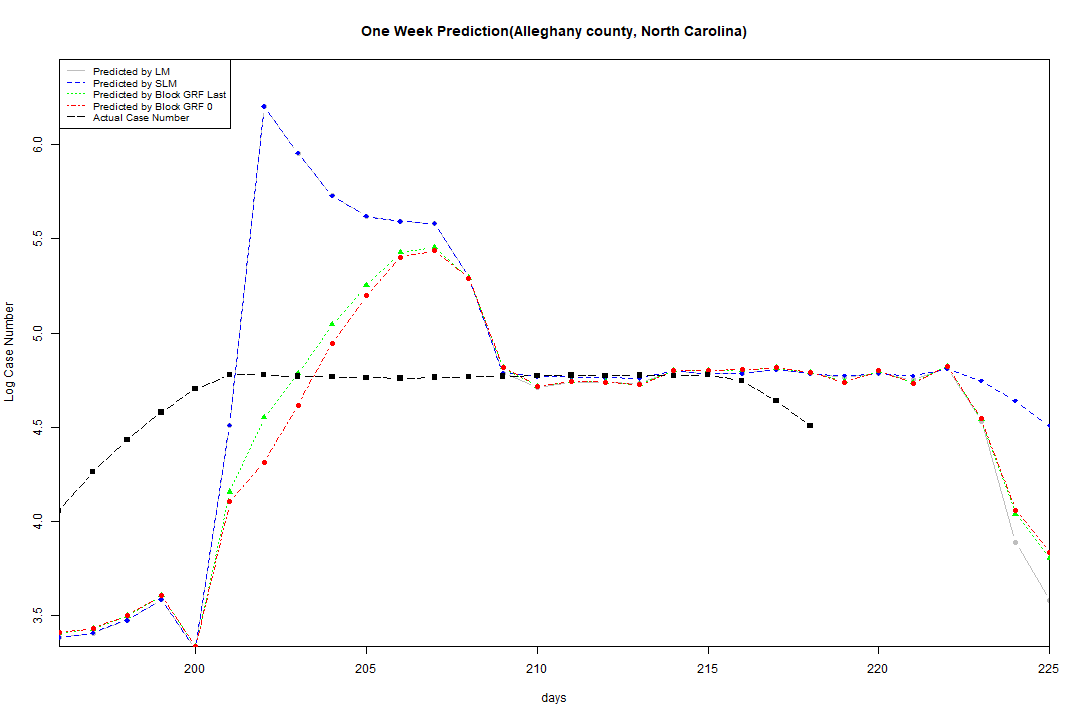 One Week Prediction(Alleghany county, North Carolina)
Predicted by LM
Predicted by SLM
Predicted by Block GRF Last
Predicted by Block GRF 0
Actual Case Number
6.0
5.5
5.0
4.5
4.0
3.5
Log Case Number
200
205
210
215
220
225
days